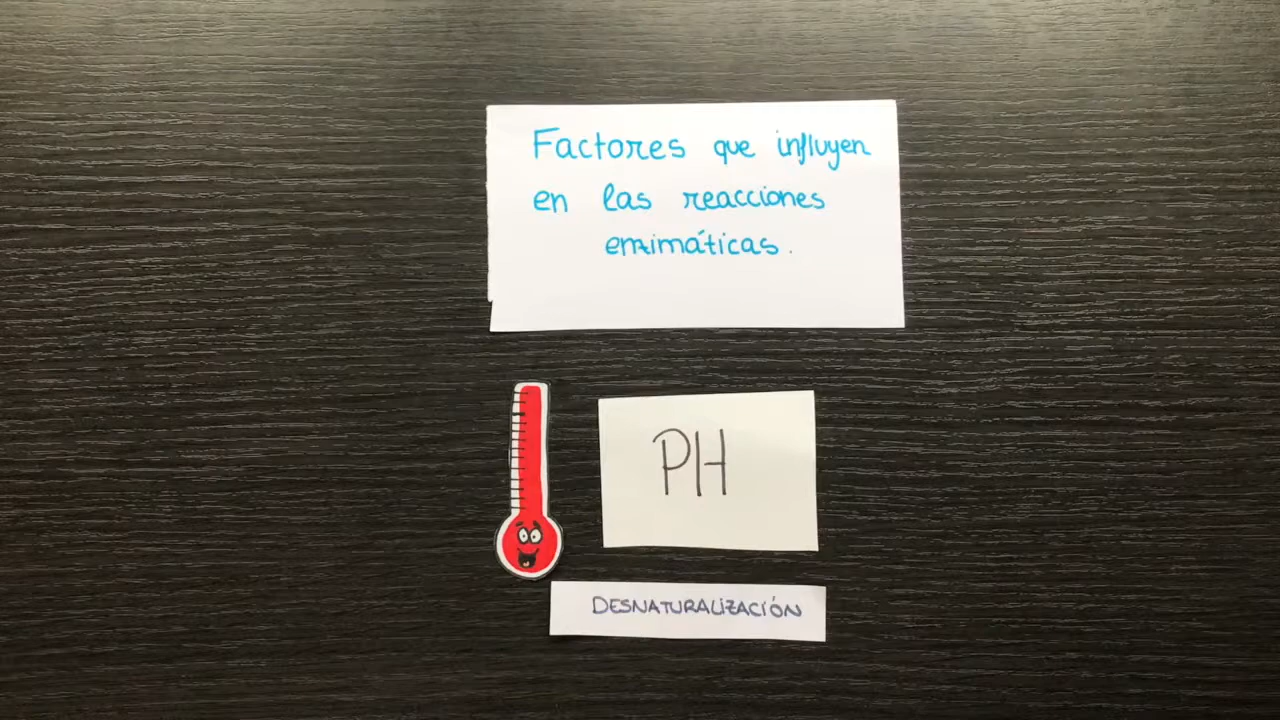 Factores que influyen
en las reacciones
enzimáticas.
PH
DESNATURALIZACIÓN